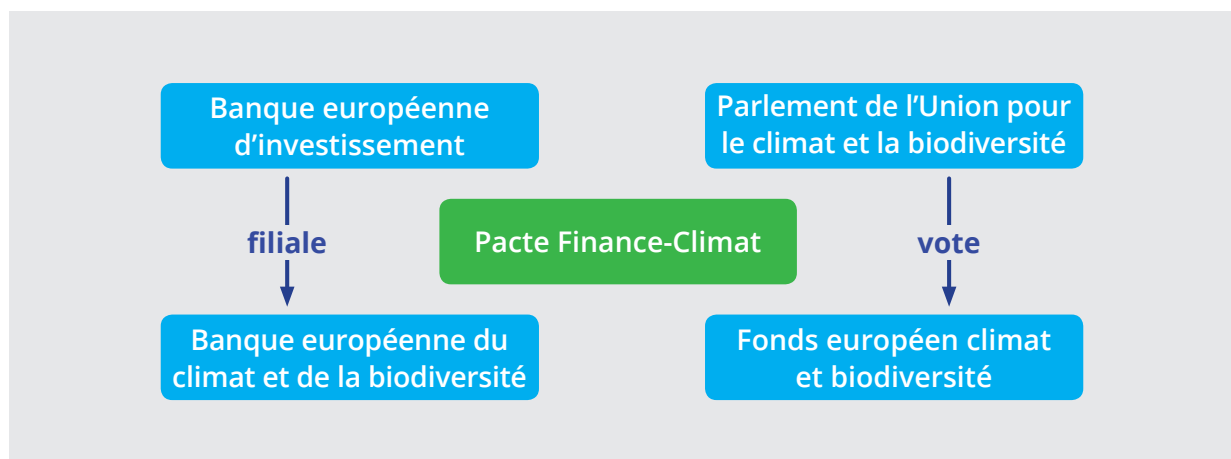 Banque européenne
d’investissement
Parlement de l’Union pour
le climat et la biodiversité
filiale
Pacte Finance-Climat
vote
Banque européenne du
climat et de la biodiversité
Fonds européen climat
et biodiversité